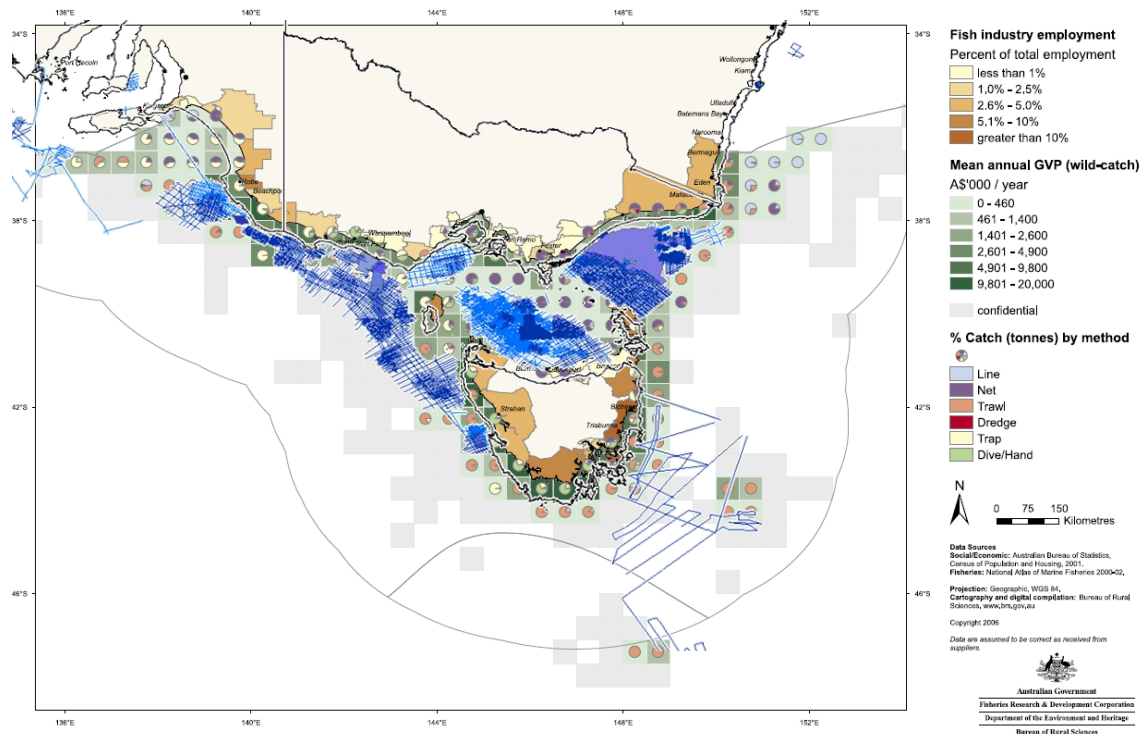 136°E 140°E 144°E 148°E 152°E
34°S 34°S
Wollongong
Kiama
Ulladulla
Batemans Bay
Narooma
Bermagui
Eden
Robe
Beachport
38°S 38°S
Warrnambool
San Remo
42°S 42°S
Strahan
Bicheno
Triabunna
46°S 46°S
136°E 140°E 144°E 148°E 152°E
Fish industry employment
Percent of total employment
less than 1%
1.0% - 2.5%
2.6% - 5.0%
5.1% - 10%
greater than 10%
Mean annual GVP (wild-catch)
A$'000 / year
0 - 460
461 - 1,400
1,401 - 2,600
2,601 - 4,900
4,901 - 9,800
9,801 - 20,000
confidential
% Catch (tonnes) by method
Line
Net
Trawl
Dredge
Trap
Dive/Hand
N
0 75 150
Kilometres
Data Sources
Social/Economic: Australian Bureau of Statistics,
Census of Population and Housing, 2001.
Fisheries: National Atlas of Marine Fisheries 2000-02.
Projection: Geographic, WGS 84,
Cartography and digital compilation: Bureau of Rural
Sciences, www.brs.gov.au
Copyright 2006
Data are assumed to be correct as received from
suppliers.
Australian Government
Fisheries Research & Development Corporation
Department of the Environment and Heritage
Bureau of Rural Sciences